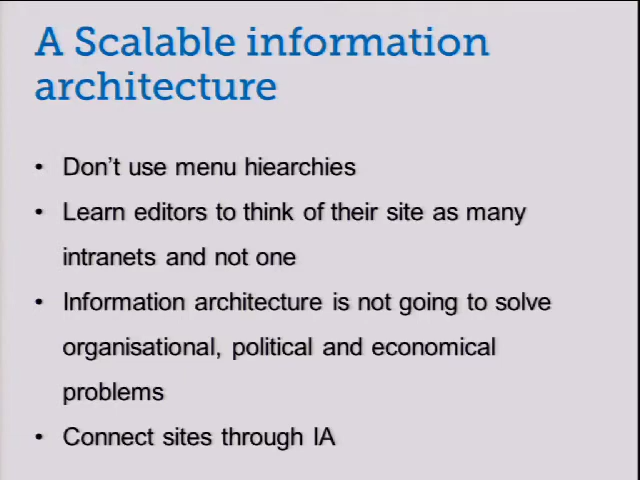 A Scalable information
architecture
• Don't use menu hiearchies
• Learn editors to think of their site as many
intranets and not one
• Information architecture is not going to solve
organisational, political and economical
problems
• Connect sites through IA